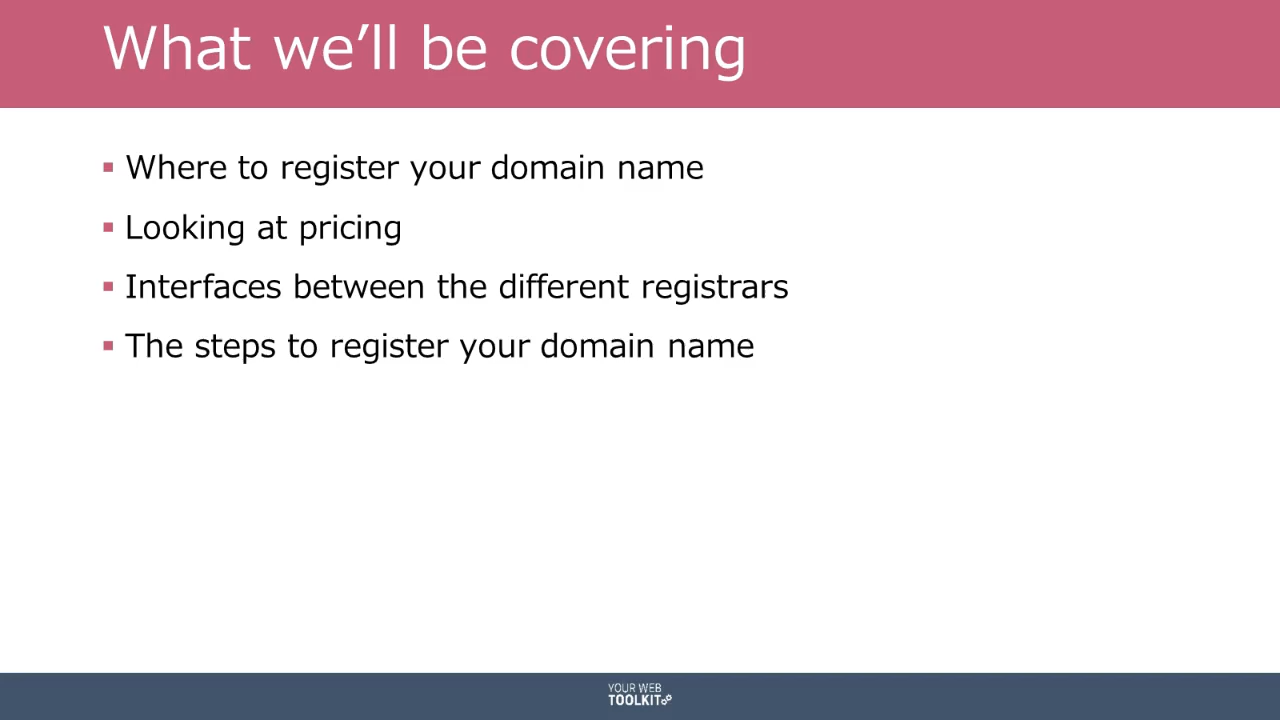 What we’ll be covering
Where to register your domain name
Looking at pricing
Interfaces between the different registrars
The steps to register your domain name
YOUR WEB
TOOLKIT